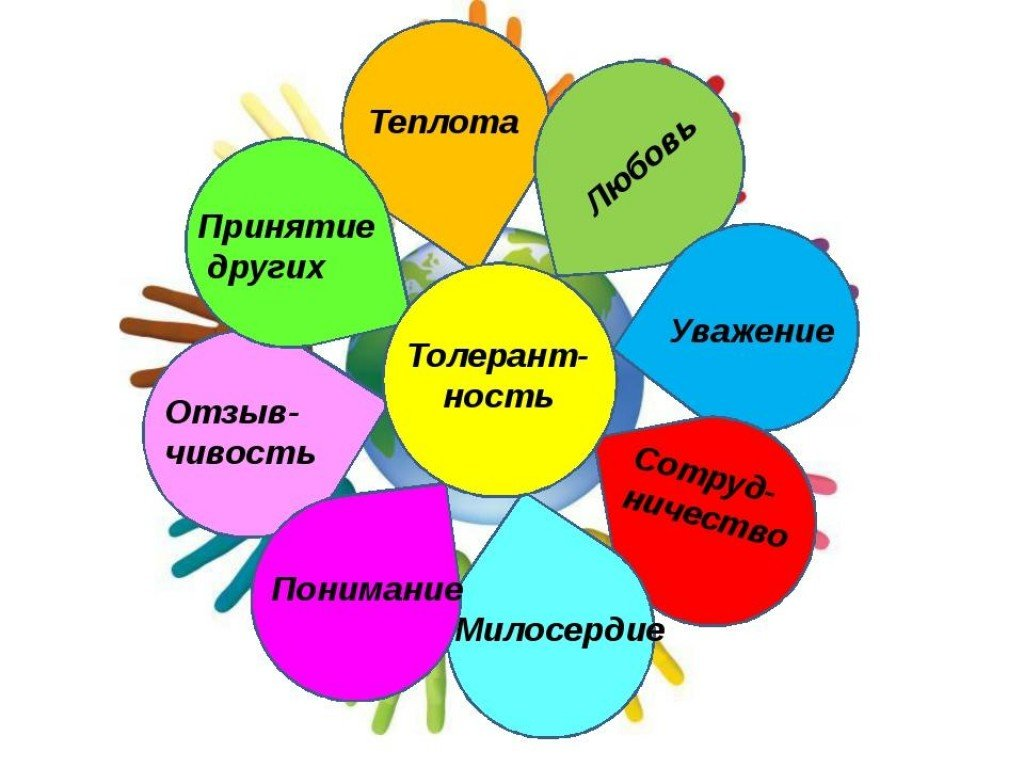 Теплота
Любовь
Уважение
Сотруд-
ничество
Милосердие
Понимание
Отзыв-
чивость
Принятие
других
Толерант-
ность